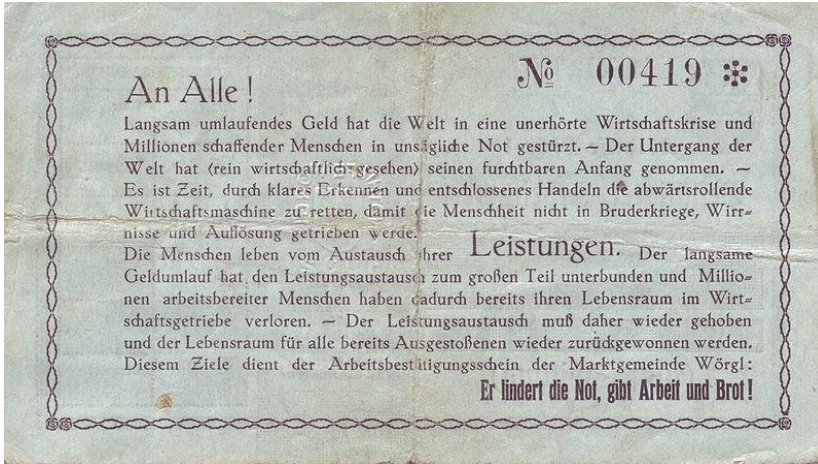 № 00419
An Alle!
Langsam umlaufendes Geld hat die Welt in eine unerhörte Wirtschaftskrise und
Millionen schaffender Menschen in unsägliche Not gestürzt. — Der Untergang der
Welt hat (rein wirtschaftlich gesehen) seinen furchtbaren Anfang genommen. —
Es ist Zeit, durch klares Erkennen und entschlossenes Handeln die abwärtsrollende
Wirtschaftsmaschine zu retten, damit die Menschheit nicht in Bruderkriege, Wirr=
nisse und Auflösung getrieben werde.
Die Menschen leben vom Austausch ihrer Leistungen. Der langsame
Geldumlauf hat den Leistungsaustausch zum großen Teil unterbunden und Millio=
nen arbeitsbereiter Menschen haben dadurch bereits ihren Lebensraum im Wirt=
schaftsgetriebe verloren. — Der Leistungsaustausch muß daher wieder gehoben
und der Lebensraum für alle bereits Ausgestoßenen wieder zurückgewonnen werden.
Diesem Ziele dient der Arbeitsbestätigungsschein der Marktgemeinde Wörgl:
Er lindert die Not, gibt Arbeit und Brot!